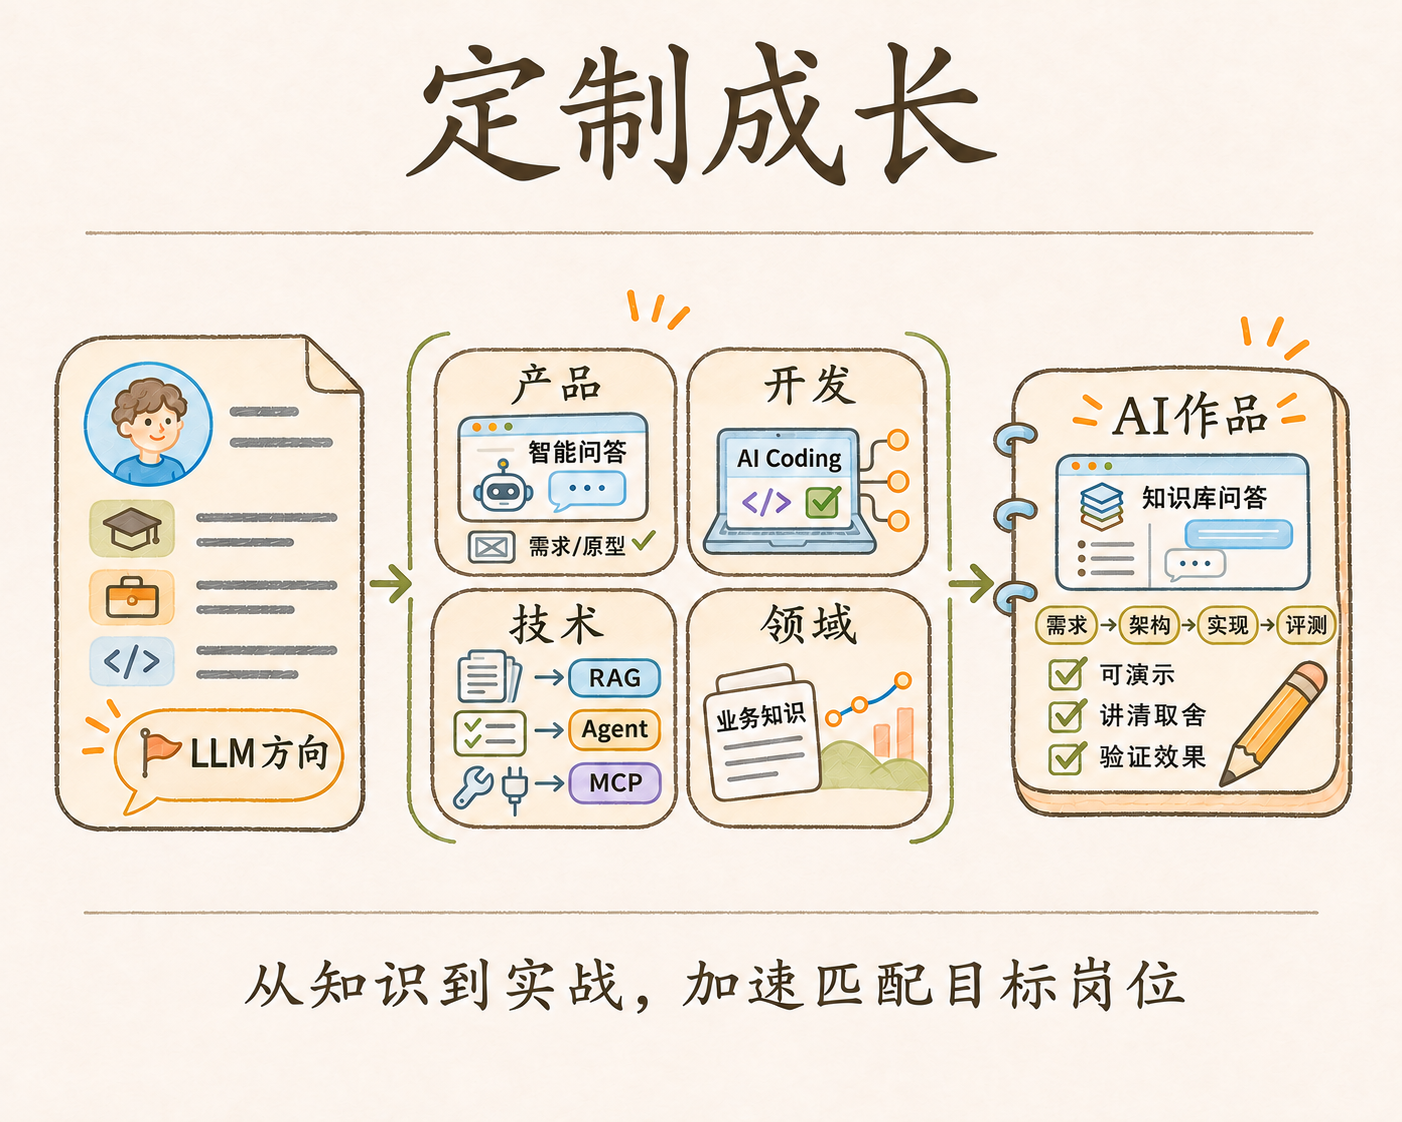 定制成长
</>
LLM方向
产品
智能问答
需求/原型
开发
AI Coding
</>
技术
RAG
Agent
MCP
领域
业务知识
AI作品
知识库问答
需求→架构→实现→评测
可演示
讲清取舍
验证效果
从知识到实战，加速匹配目标岗位